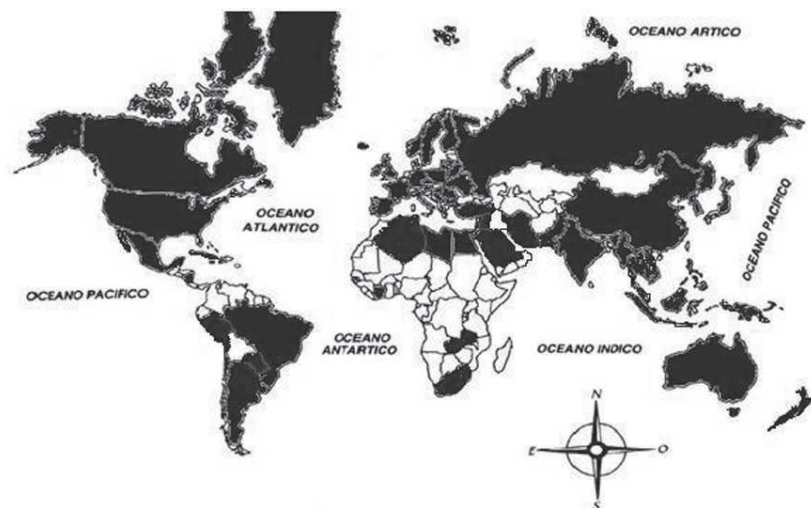 OCEANO ARTICO
OCEANO
ATLANTICO
OCEANO PACIFICO
OCEANO PACIFICO
OCEANO
ANTARTICO
OCEANO INDICO
N
E
O
S